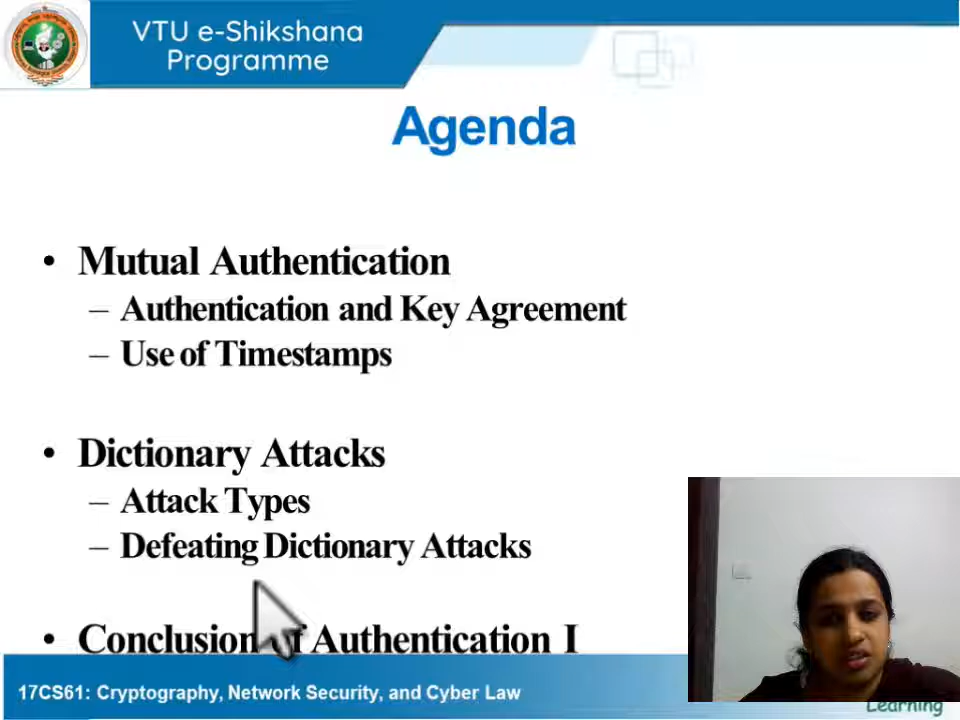 VTU e-Shikshana
Programme
Agenda
• Mutual Authentication
– Authentication and Key Agreement
– Use of Timestamps
• Dictionary Attacks
– Attack Types
– Defeating Dictionary Attacks
• Conclusion of Authentication I
17CS61: Cryptography, Network Security, and Cyber Law
Learning